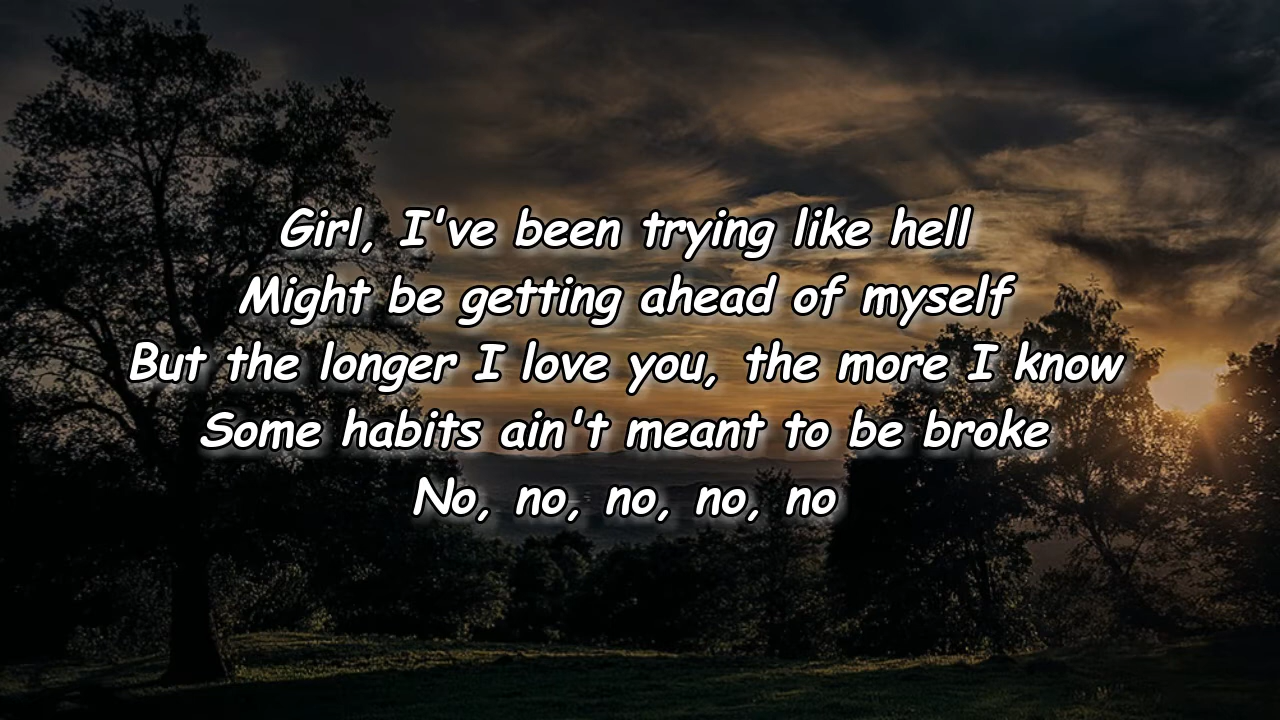 Girl, I've been trying like hell
Might be getting ahead of myself
But the longer I love you, the more I know
Some habits ain't meant to be broke
No, no, no, no, no